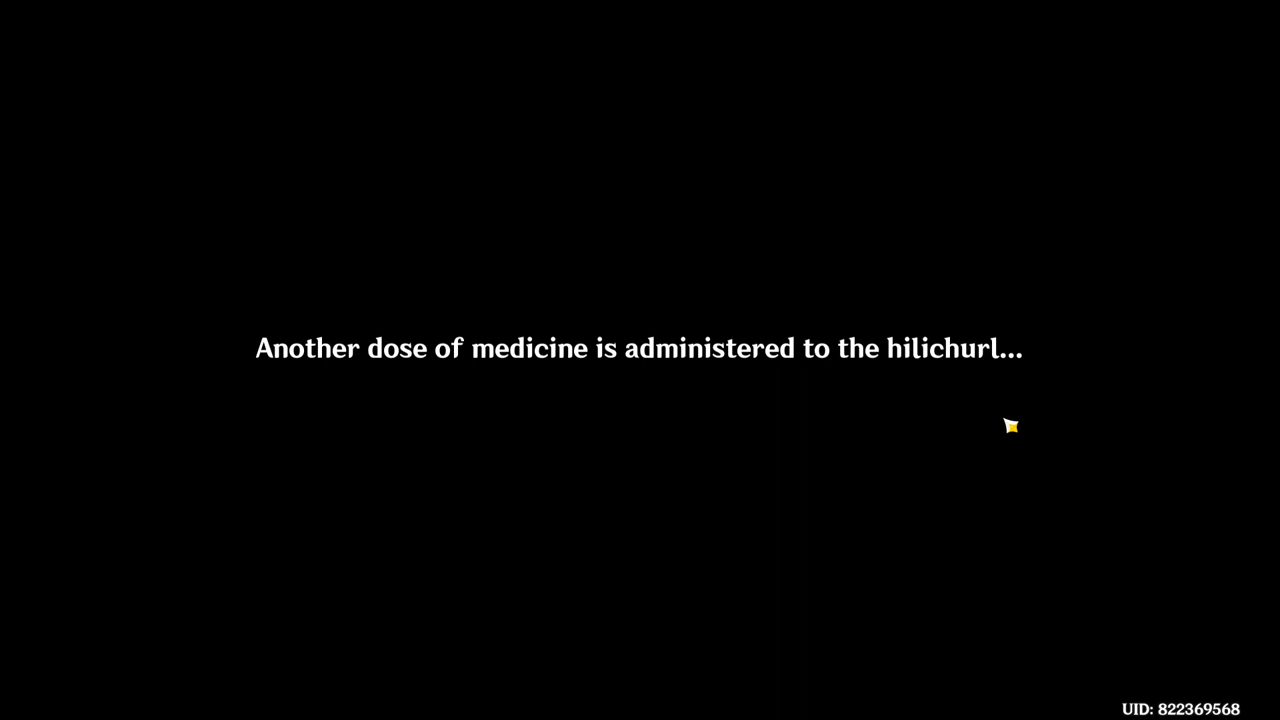 Another dose of medicine is administered to the hilichurl...
UID: 822369568